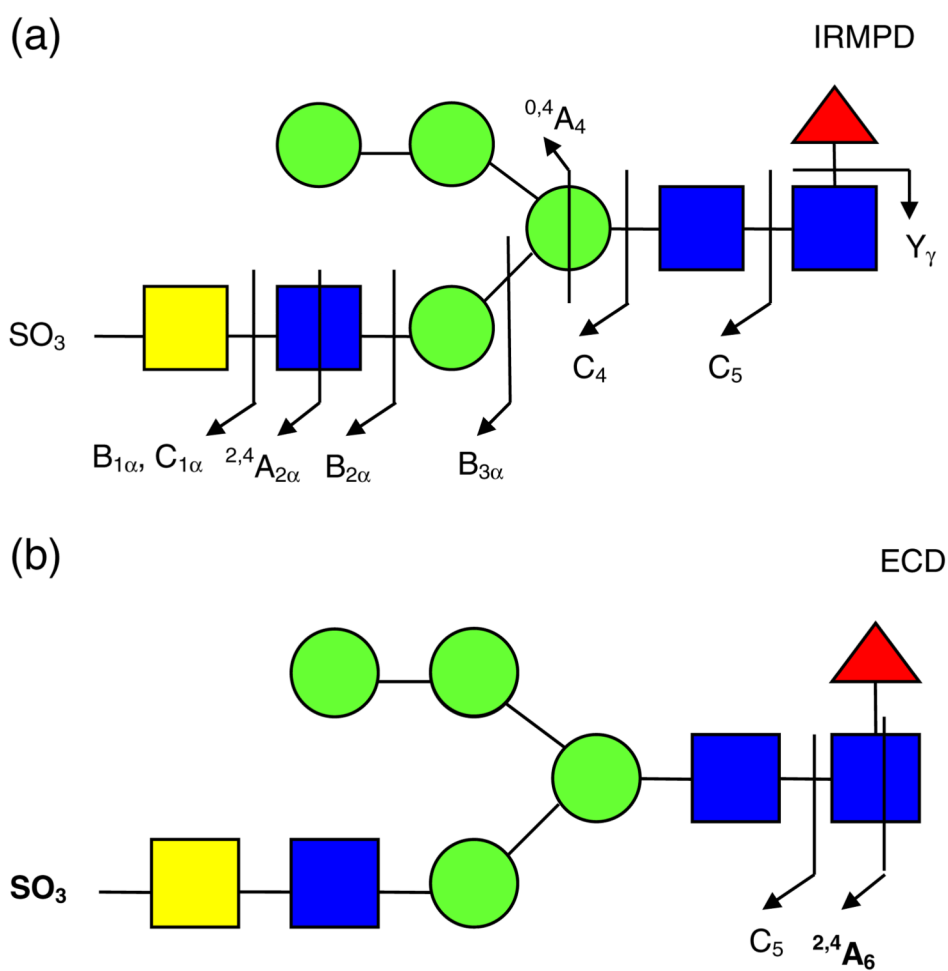 (a)
IRMPD
⁰,⁴A₄
SO₃
Yᵧ
C₄
C₅
B₁α, C₁α
²,⁴A₂α
B₂α
B₃α
(b)
ECD
SO₃
C₅
²,⁴A₆